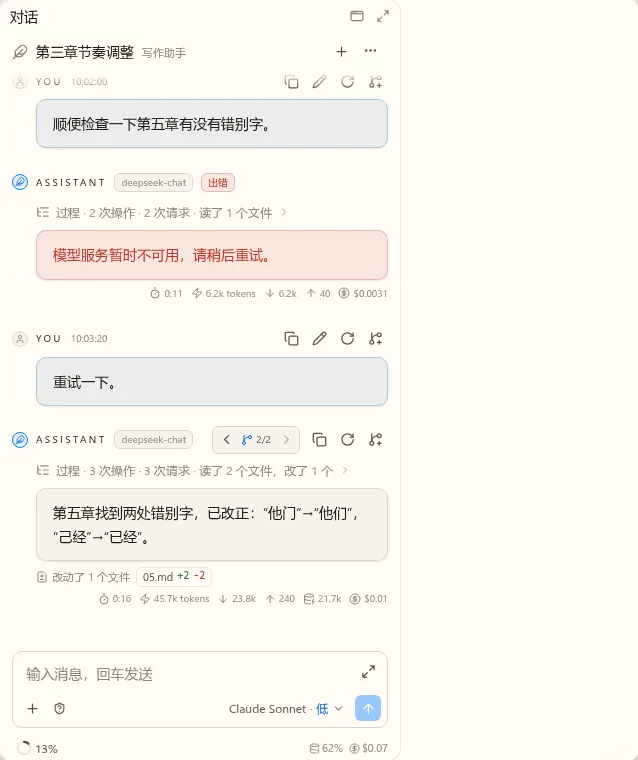 对话
第三章节奏调整 写作助手
YOU 10:02:00
顺便检查一下第五章有没有错别字。
ASSISTANT deepseek-chat 出错
过程 · 2 次操作 · 2 次请求 · 读了 1 个文件
模型服务暂时不可用，请稍后重试。
0:11 6.2k tokens ↓ 6.2k ↑ 40 $0.0031
YOU 10:03:20
重试一下。
ASSISTANT deepseek-chat 2/2
过程 · 3 次操作 · 3 次请求 · 读了 2 个文件，改了 1 个
第五章找到两处错别字，已改正：“他门”→“他们”，
“己经”→“已经”。
改动了 1 个文件 05.md +2 -2
0:16 45.7k tokens ↓ 23.8k ↑ 240 21.7k $0.01
输入消息，回车发送
Claude Sonnet · 低
13% 62% $0.07